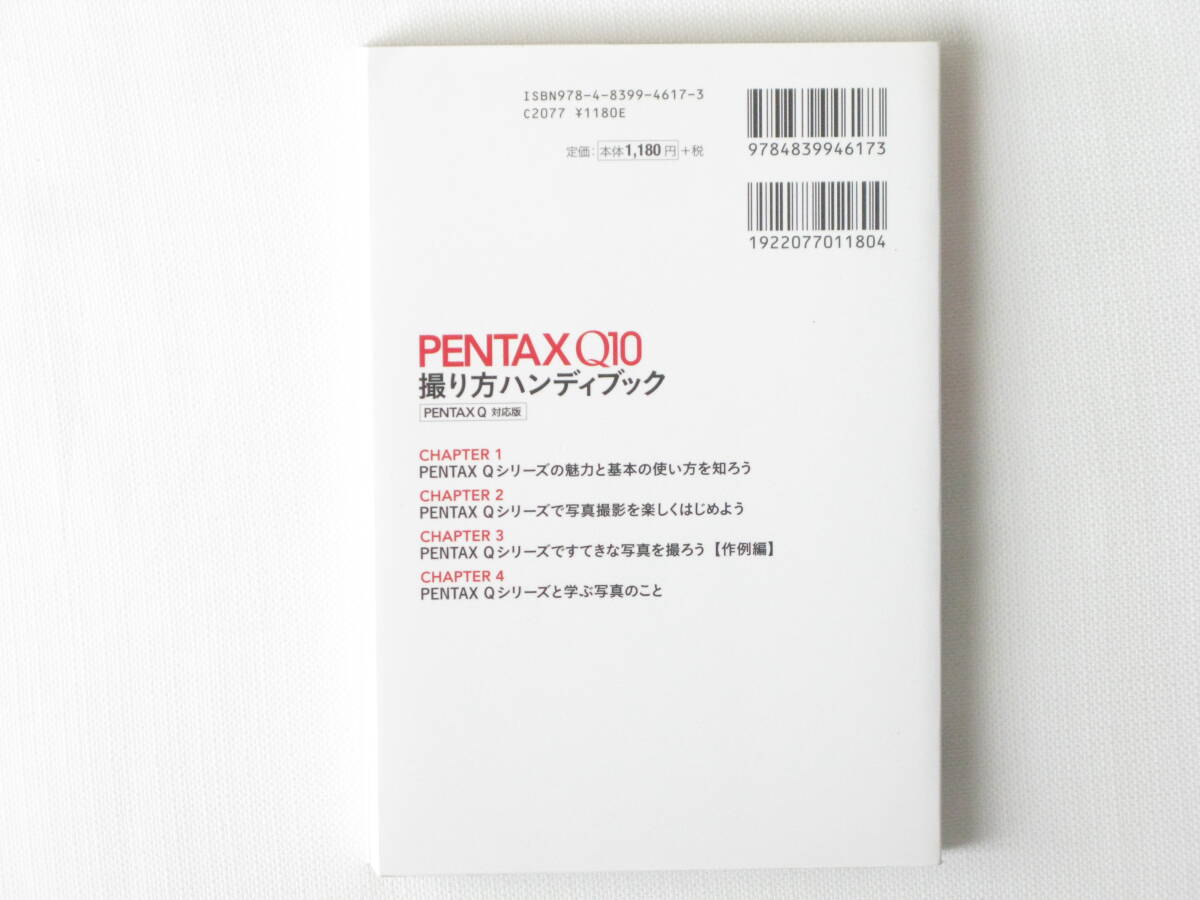 ISBN978-4-8399-4617-3
C2077 ¥1180E
定価: 本体1,180円 +税
9784839946173
1922077011804
PENTAX Q10
撮り方ハンディブック
PENTAX Q 対応版
CHAPTER 1
PENTAX Qシリーズの魅力と基本の使い方を知ろう
CHAPTER 2
PENTAX Qシリーズで写真撮影を楽しくはじめよう
CHAPTER 3
PENTAX Qシリーズですてきな写真を撮ろう【作例編】
CHAPTER 4
PENTAX Qシリーズと学ぶ写真のこと